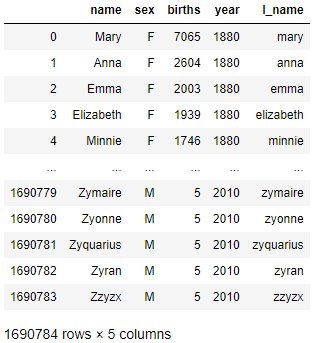 name sex births year l_name
0 Mary F 7065 1880 mary
1 Anna F 2604 1880 anna
2 Emma F 2003 1880 emma
3 Elizabeth F 1939 1880 elizabeth
4 Minnie F 1746 1880 minnie
... ... ... ... ... ...
1690779 Zymaire M 5 2010 zymaire
1690780 Zyonne M 5 2010 zyonne
1690781 Zyquarius M 5 2010 zyquarius
1690782 Zyran M 5 2010 zyran
1690783 Zzyzx M 5 2010 zzyzx
1690784 rows × 5 columns